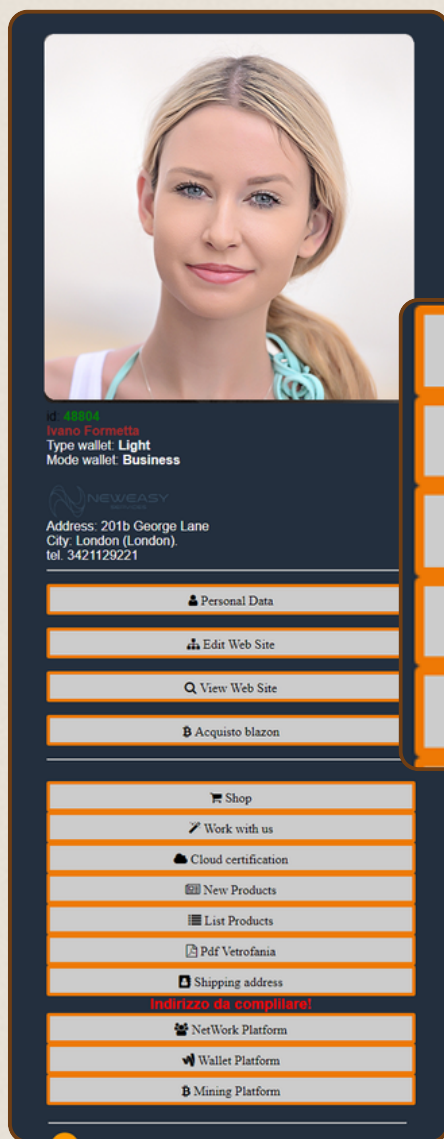 id. 48804
Ivano Formetta
Type wallet: Light
Mode wallet: Business
NEWEASY
SERVICES
Address: 201b George Lane
City: London (London).
tel. 3421129221
Personal Data
Edit Web Site
View Web Site
Acquisto blazon
Shop
Work with us
Cloud certification
New Products
List Products
Pdf Vetrofania
Shipping address
Indirizzo da complilare!
NetWork Platform
Wallet Platform
Mining Platform